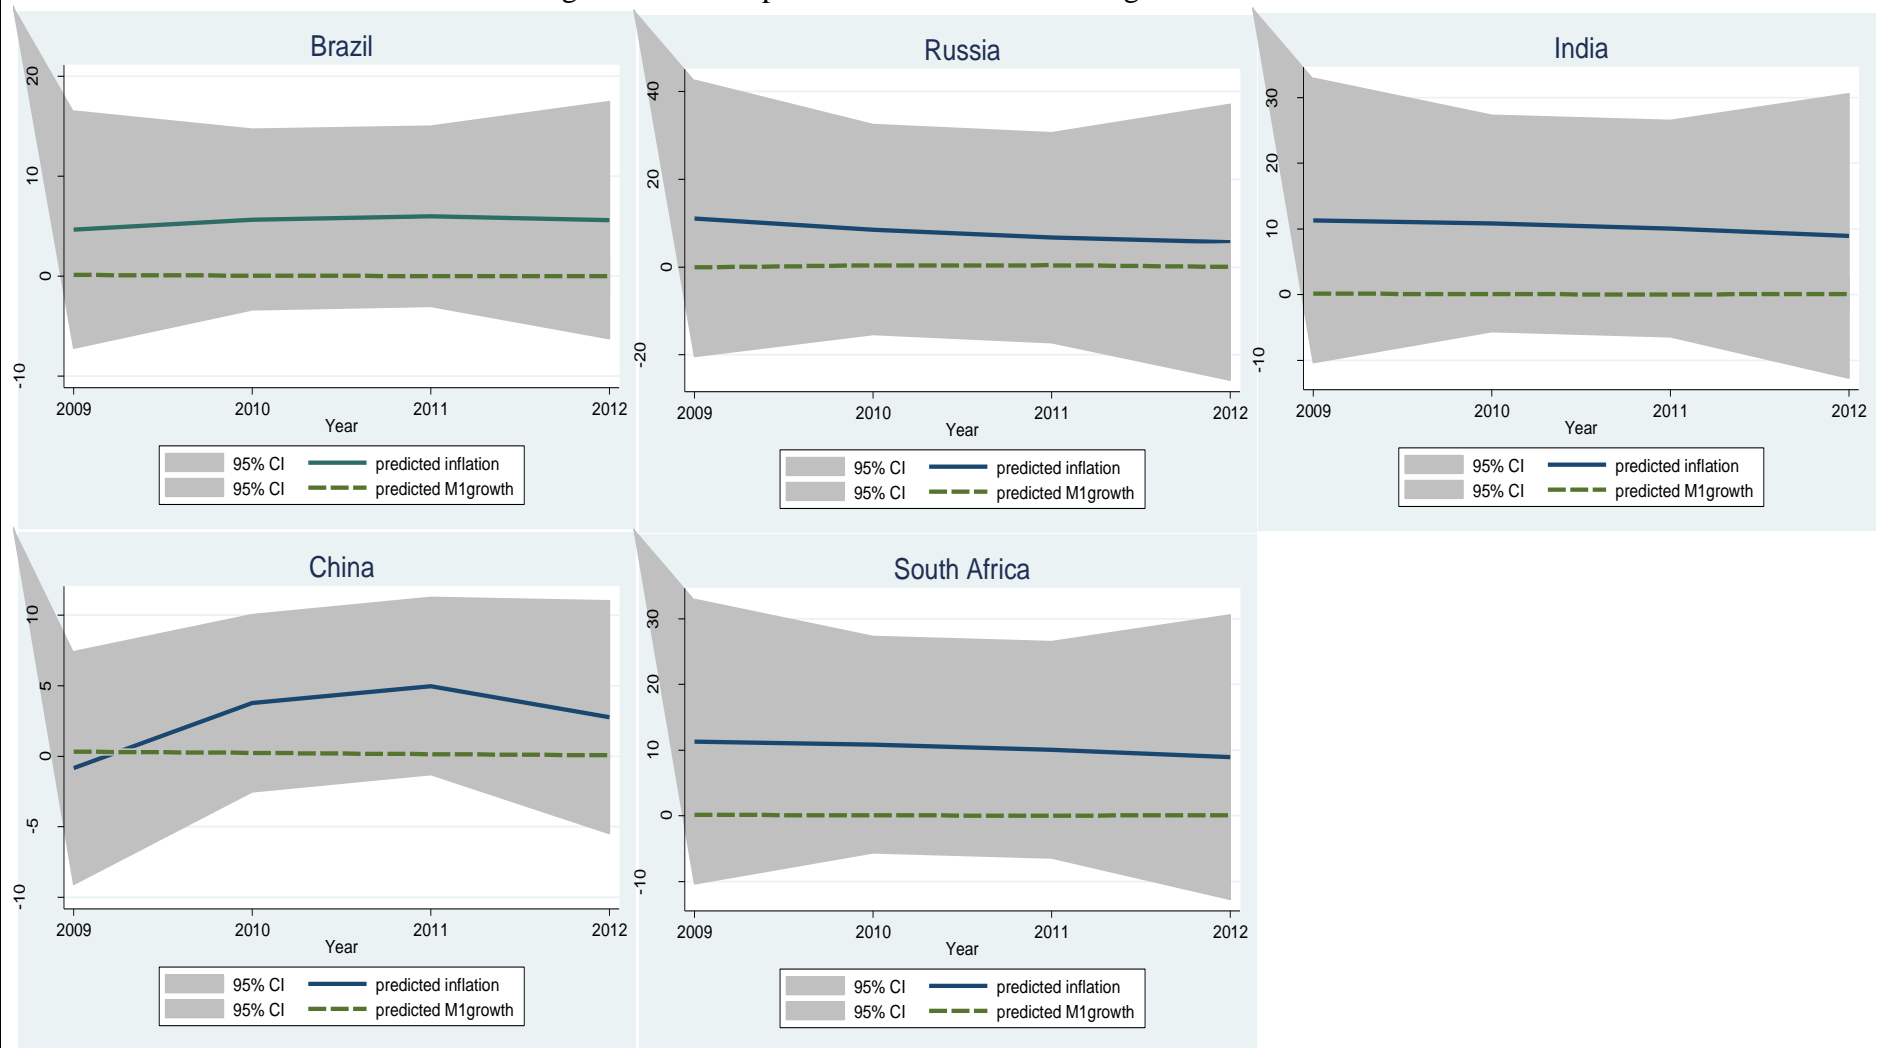 Brazil
20
10
0
-10
2009 2010 2011 2012
Year
95% CI predicted inflation
95% CI predicted M1growth
Russia
40
20
0
-20
2009 2010 2011 2012
Year
95% CI predicted inflation
95% CI predicted M1growth
India
30
20
10
0
-10
2009 2010 2011 2012
Year
95% CI predicted inflation
95% CI predicted M1growth
China
10
5
0
-5
-10
2009 2010 2011 2012
Year
95% CI predicted inflation
95% CI predicted M1growth
South Africa
30
20
10
0
-10
2009 2010 2011 2012
Year
95% CI predicted inflation
95% CI predicted M1growth